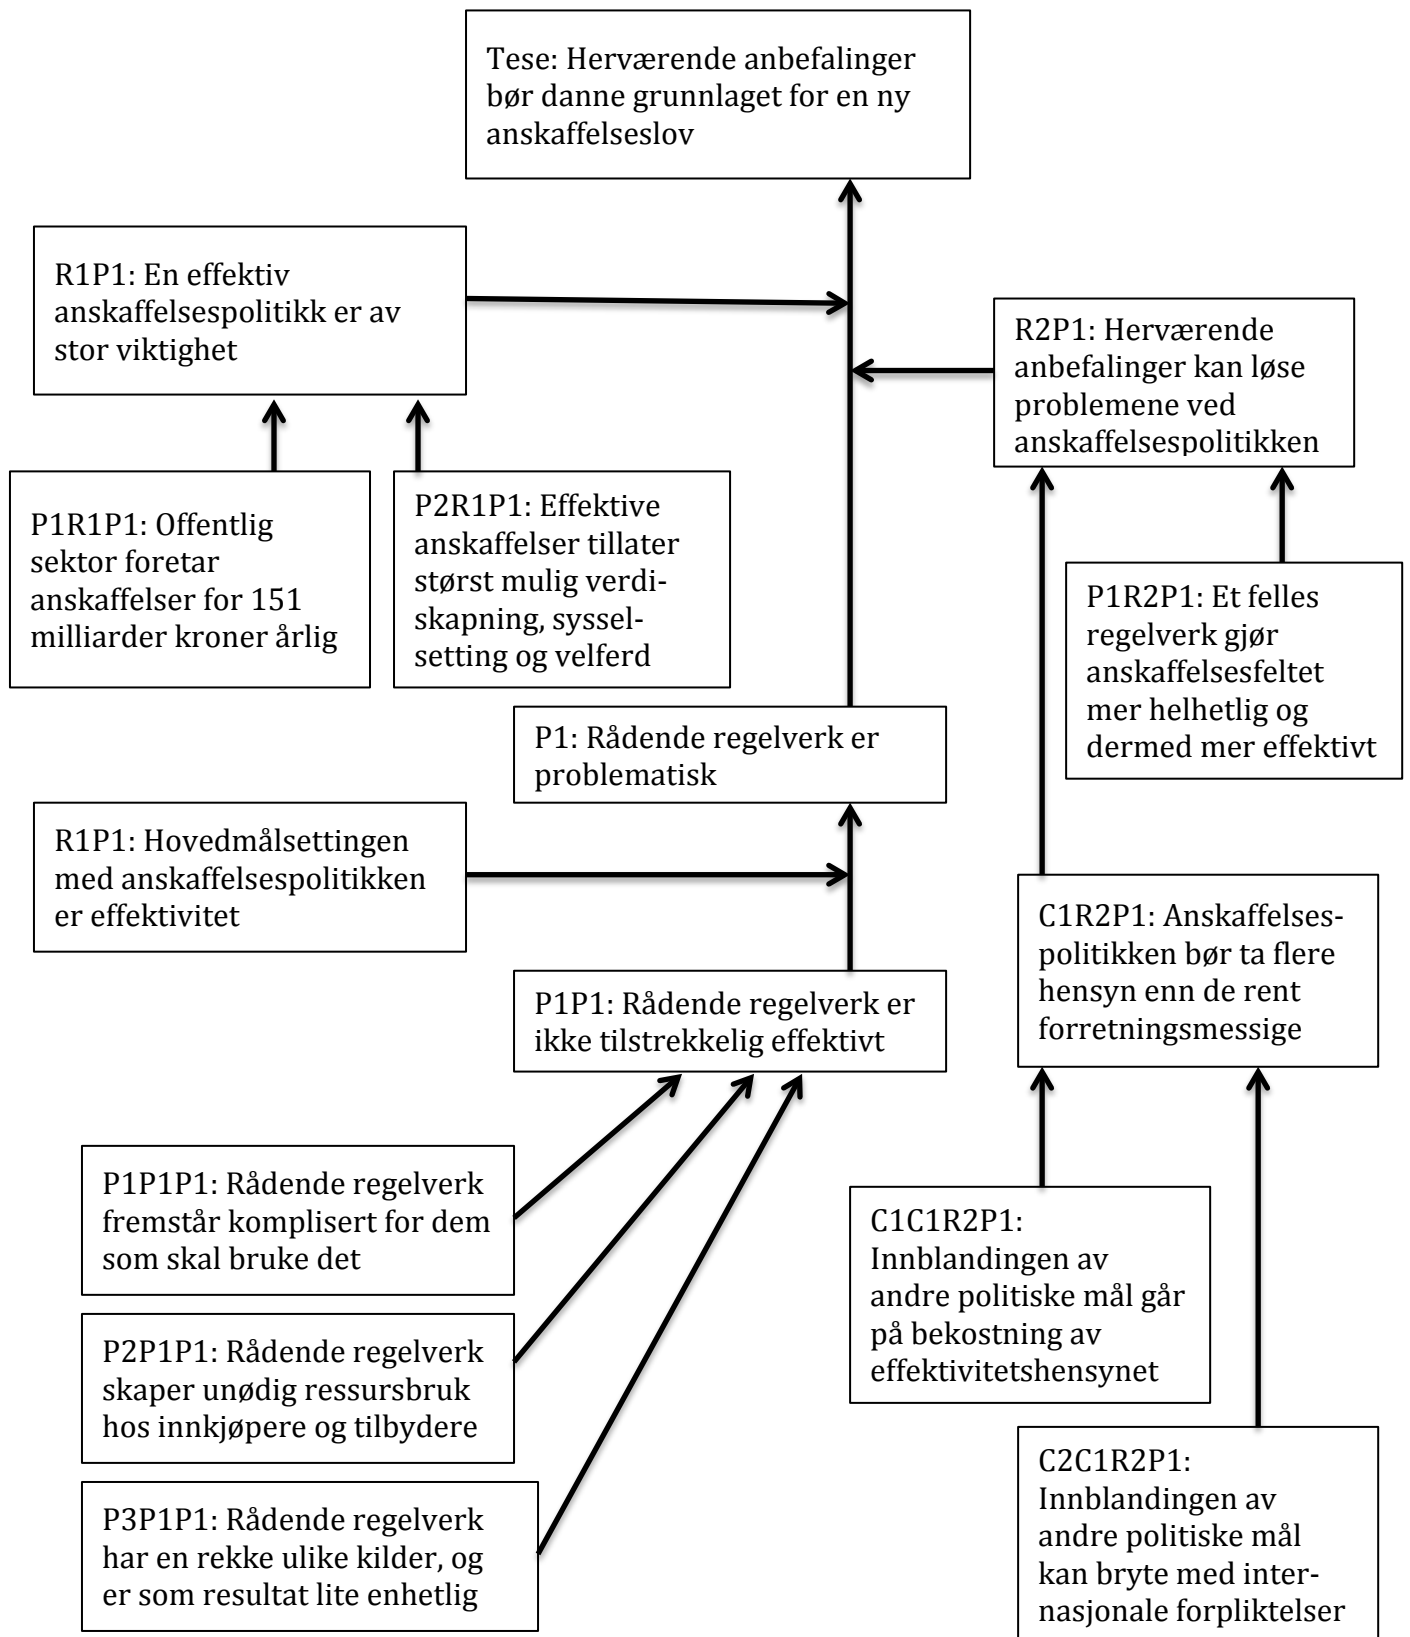 Tese: Herværende anbefalinger
bør danne grunnlaget for en ny
anskaffelseslov
R1P1: En effektiv
anskaffelsespolitikk er av
stor viktighet
R2P1: Herværende
anbefalinger kan løse
problemene ved
anskaffelsespolitikken
P1R1P1: Offentlig
sektor foretar
anskaffelser for 151
milliarder kroner årlig
P2R1P1: Effektive
anskaffelser tillater
størst mulig verdi-
skapning, syssel-
setting og velferd
P1R2P1: Et felles
regelverk gjør
anskaffelsesfeltet
mer helhetlig og
dermed mer effektivt
P1: Rådende regelverk er
problematisk
R1P1: Hovedmålsettingen
med anskaffelsespolitikken
er effektivitet
C1R2P1: Anskaffelses-
politikken bør ta flere
hensyn enn de rent
forretningsmessige
P1P1: Rådende regelverk er
ikke tilstrekkelig effektivt
P1P1P1: Rådende regelverk
fremstår komplisert for dem
som skal bruke det
C1C1R2P1:
Innblandingen av
andre politiske mål går
på bekostning av
effektivitetshensynet
P2P1P1: Rådende regelverk
skaper unødig ressursbruk
hos innkjøpere og tilbydere
C2C1R2P1:
Innblandingen av
andre politiske mål
kan bryte med inter-
nasjonale forpliktelser
P3P1P1: Rådende regelverk
har en rekke ulike kilder, og
er som resultat lite enhetlig